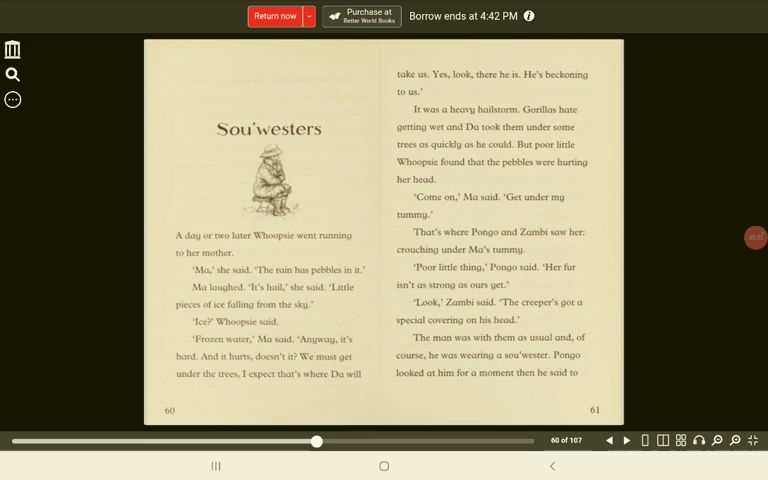 Return now
Purchase at
Better World Books
Borrow ends at 4:42 PM
Sou'westers
A day or two later Whoopsie went running
to her mother.
'Ma,' she said. 'The rain has pebbles in it.'
Ma laughed. 'It's hail,' she said. 'Little
pieces of ice falling from the sky.'
'Ice?' Whoopsie said.
'Frozen water,' Ma said. 'Anyway, it's
hard. And it hurts, doesn't it? We must get
under the trees, I expect that's where Da will
60
take us. Yes, look, there he is. He's beckoning
to us.'
It was a heavy hailstorm. Gorillas hate
getting wet and Da took them under some
trees as quickly as he could. But poor little
Whoopsie found that the pebbles were hurting
her head.
'Come on,' Ma said. 'Get under my
tummy.'
That's where Pongo and Zambi saw her:
crouching under Ma's tummy.
'Poor little thing,' Pongo said. 'Her fur
isn't as strong as ours yet.'
'Look,' Zambi said. 'The creeper's got a
special covering on his head.'
The man was with them as usual and, of
course, he was wearing a sou'wester. Pongo
looked at him for a moment then he said to
61
60 of 107